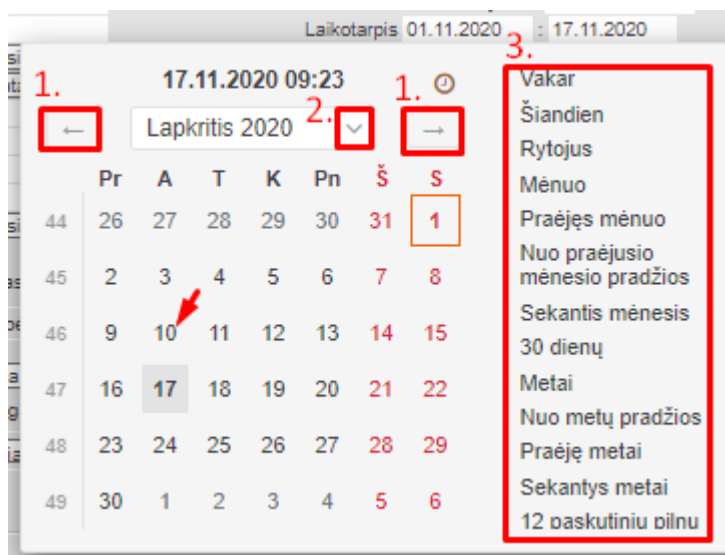 Laikotarpis 01.11.2020 : 17.11.2020
1. 17.11.2020 09:23 1. 3.
← Lapkritis 2020 2. →
Pr A T K Pn Š S
44 26 27 28 29 30 31 1
45 2 3 4 5 6 7 8
46 9 10 11 12 13 14 15
47 16 17 18 19 20 21 22
48 23 24 25 26 27 28 29
49 30 1 2 3 4 5 6
Vakar
Šiandien
Rytojus
Mėnuo
Praėjęs mėnuo
Nuo praėjusio
mėnesio pradžios
Sekantis mėnesis
30 dienų
Metai
Nuo metų pradžios
Praėję metai
Sekantys metai
12 paskutinių pilnų